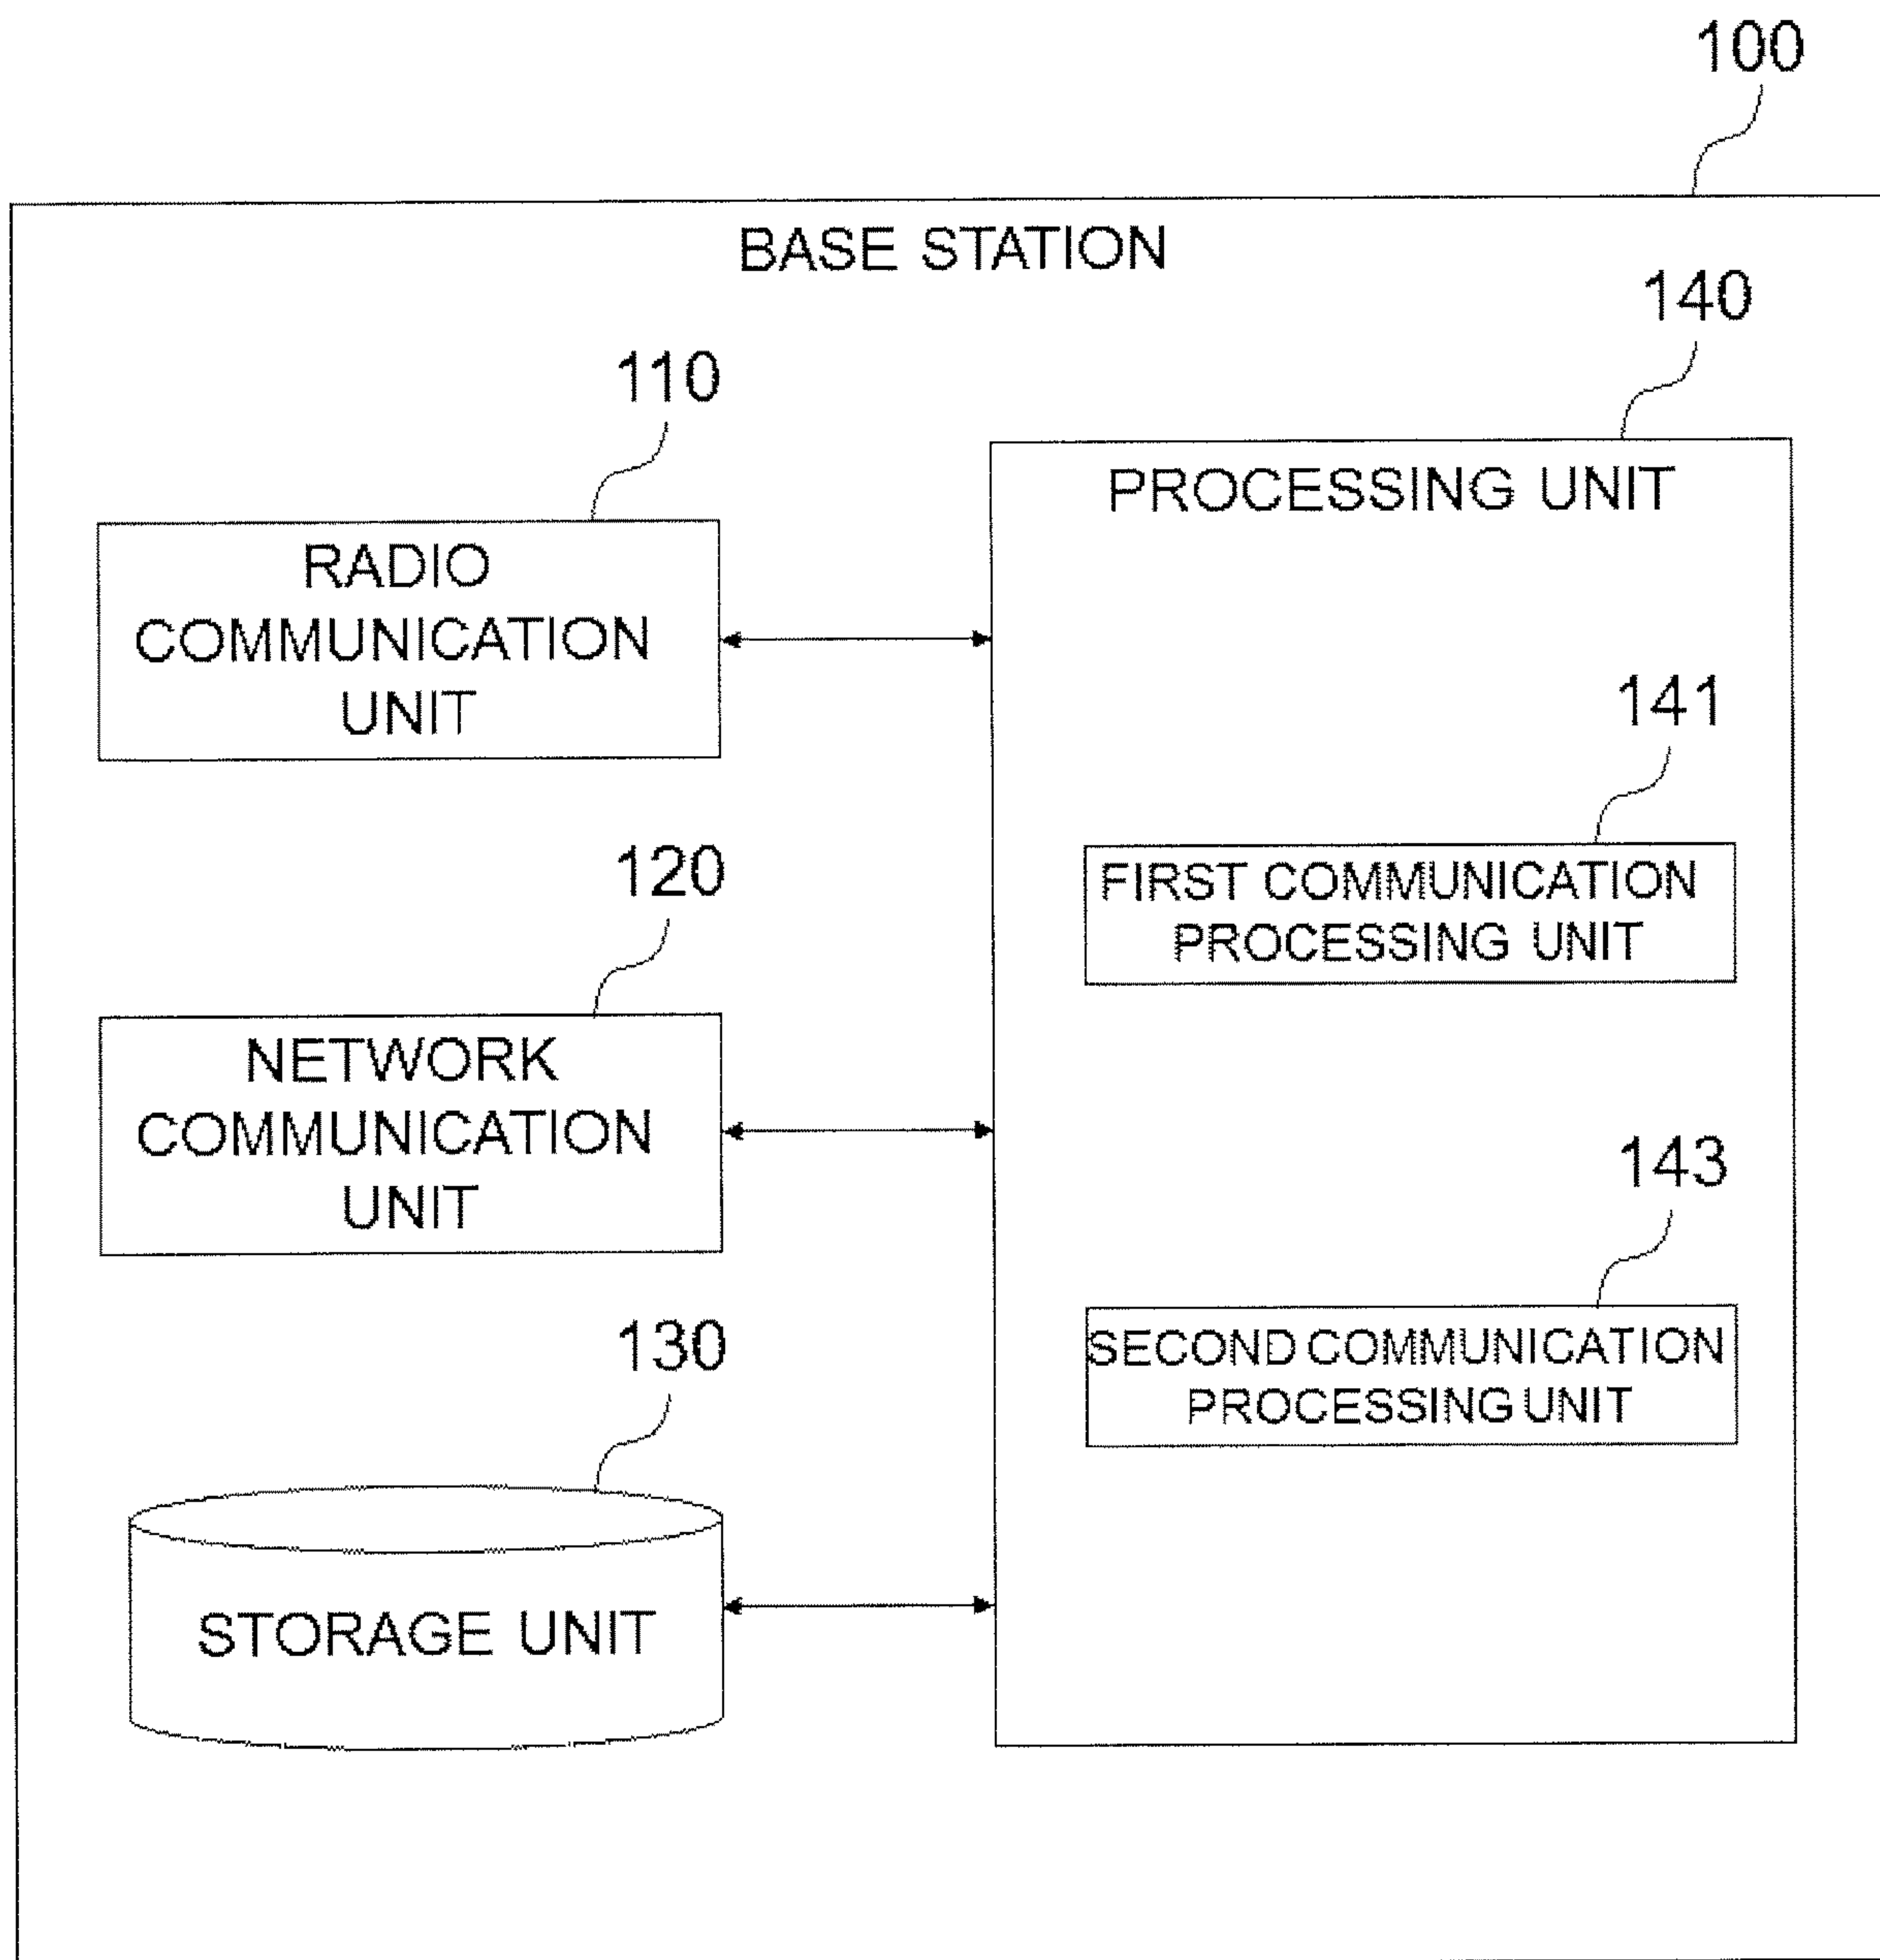 100
BASE STATION
140
110
PROCESSING UNIT
RADIO
COMMUNICATION
UNIT
141
120
FIRST COMMUNICATION
PROCESSING UNIT
NETWORK
COMMUNICATION
UNIT
143
130
SECOND COMMUNICATION
PROCESSING UNIT
STORAGE UNIT